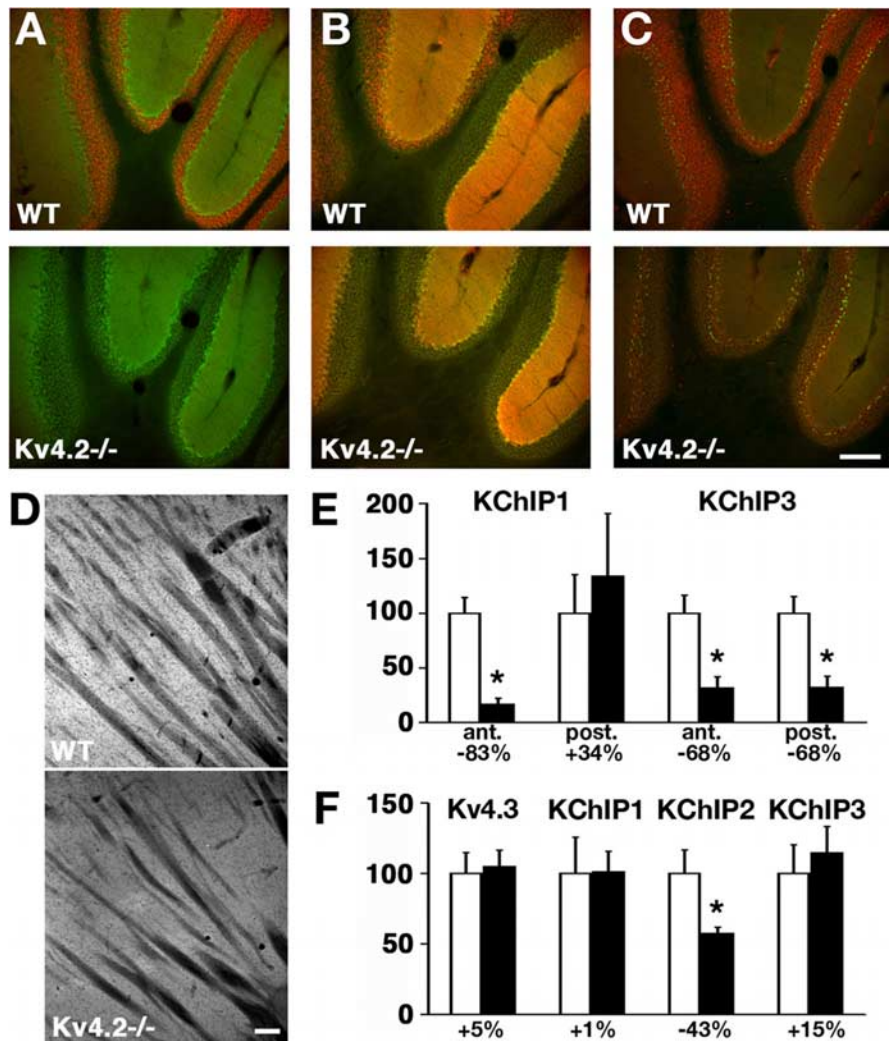 A
B
C
WT
WT
WT
Kv4.2-/-
Kv4.2-/-
Kv4.2-/-
D
WT
Kv4.2-/-
E
KChIP1 KChIP3
200
150
100
50
0
* * *
ant. post. ant. post.
-83% +34% -68% -68%
F
Kv4.3 KChIP1 KChIP2 KChIP3
150
100
50
0
*
+5% +1% -43% +15%